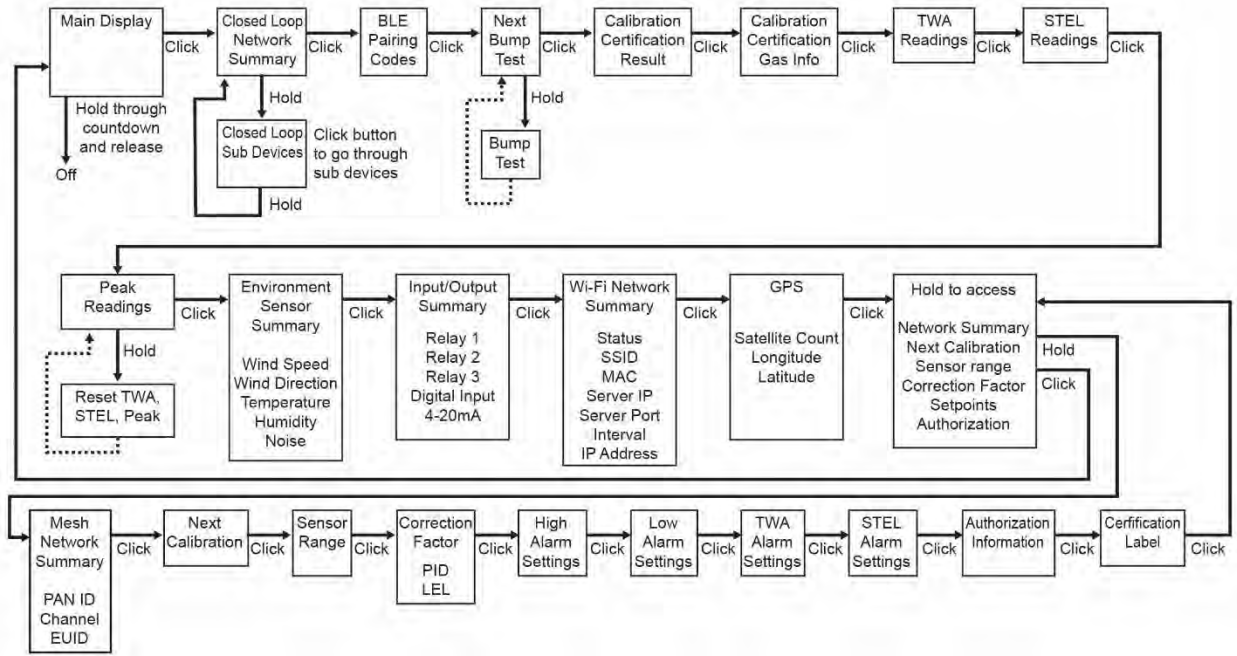 Main Display
Click
Closed Loop
Network
Summary
Click
BLE
Pairing
Codes
Click
Next
Bump
Test
Click
Calibration
Certification
Result
Click
Calibration
Certification
Gas Info
Click
TWA
Readings
Click
STEL
Readings
Click
Hold through
countdown
and release
Off
Hold
Closed Loop
Sub Devices
Click button
to go through
sub devices
Hold
Hold
Bump
Test
Peak
Readings
Click
Hold
Reset TWA,
STEL, Peak
Environment
Sensor
Summary
Wind Speed
Wind Direction
Temperature
Humidity
Noise
Click
Input/Output
Summary
Relay 1
Relay 2
Relay 3
Digital Input
4-20mA
Click
Wi-Fi Network
Summary
Status
SSID
MAC
Server IP
Server Port
Interval
IP Address
Click
GPS
Satellite Count
Longitude
Latitude
Click
Hold to access
Network Summary
Next Calibration
Sensor range
Correction Factor
Setpoints
Authorization
Hold
Click
Mesh
Network
Summary
PAN ID
Channel
EUID
Click
Next
Calibration
Click
Sensor
Range
Click
Correction
Factor
PID
LEL
Click
High
Alarm
Settings
Click
Low
Alarm
Settings
Click
TWA
Alarm
Settings
Click
STEL
Alarm
Settings
Click
Authorization
Information
Click
Cerfification
Label
Click